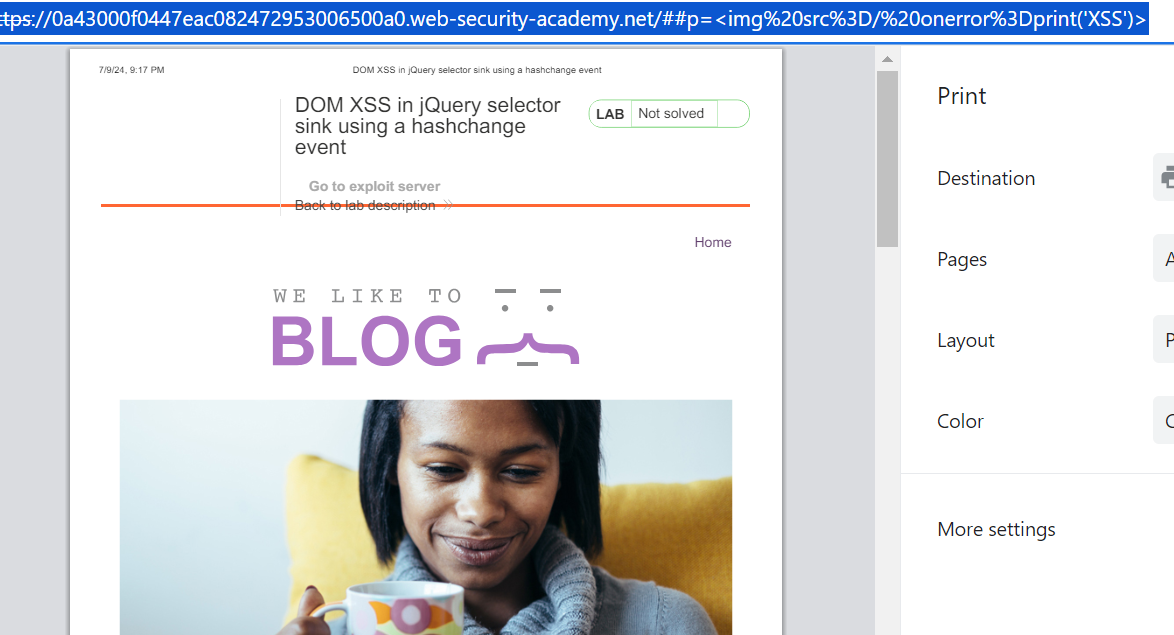 ttps://0a43000f0447eac082472953006500a0.web-security-academy.net/##p=<img%20src%3D/%20onerror%3Dprint('XSS')>
7/9/24, 9:17 PM
DOM XSS in jQuery selector sink using a hashchange event
DOM XSS in jQuery selector
sink using a hashchange
event
LAB
Not solved
Go to exploit server
Back to lab description
Home
WE LIKE TO
BLOG
Print
Destination
Pages
Layout
Color
More settings